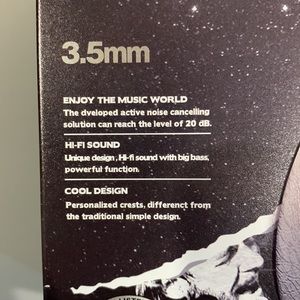 3.5mm
ENJOY THE MUSIC WORLD
The dveloped active noise cancelling
solution can reach the level of 20 dB.
HI-FI SOUND
Unique design , Hi-fi sound with big bass,
powerful function.
COOL DESIGN
Personalized crests, difficerent from
the traditional simple design.